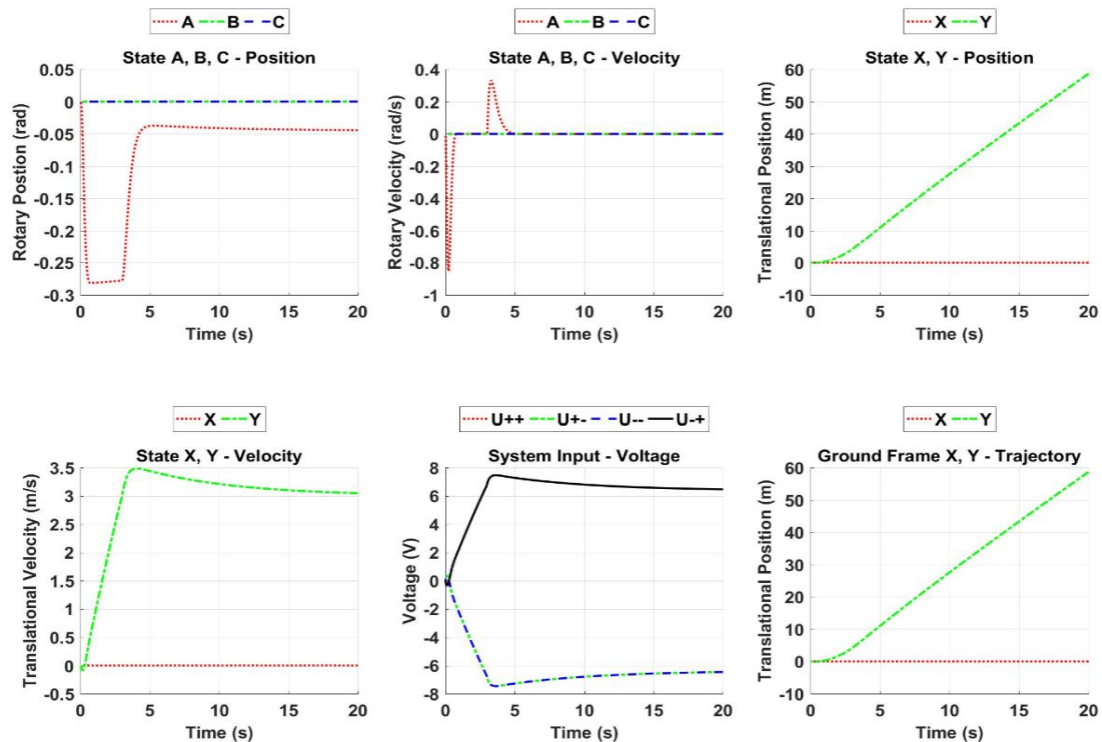 A B C
State A, B, C - Position
Rotary Postion (rad)
0.05
0
-0.05
-0.1
-0.15
-0.2
-0.25
-0.3
0 5 10 15 20
Time (s)
A B C
State A, B, C - Velocity
Rotary Velocity (rad/s)
0.4
0.2
0
-0.2
-0.4
-0.6
-0.8
-1
0 5 10 15 20
Time (s)
X Y
State X, Y - Position
Translational Position (m)
60
50
40
30
20
10
0
-10
0 5 10 15 20
Time (s)
X Y
State X, Y - Velocity
Translational Velocity (m/s)
3.5
3
2.5
2
1.5
1
0.5
0
-0.5
0 5 10 15 20
Time (s)
U++ U+- U-- U-+
System Input - Voltage
Voltage (V)
8
6
4
2
0
-2
-4
-6
-8
0 5 10 15 20
Time (s)
X Y
Ground Frame X, Y - Trajectory
Translational Position (m)
60
50
40
30
20
10
0
-10
0 5 10 15 20
Time (s)